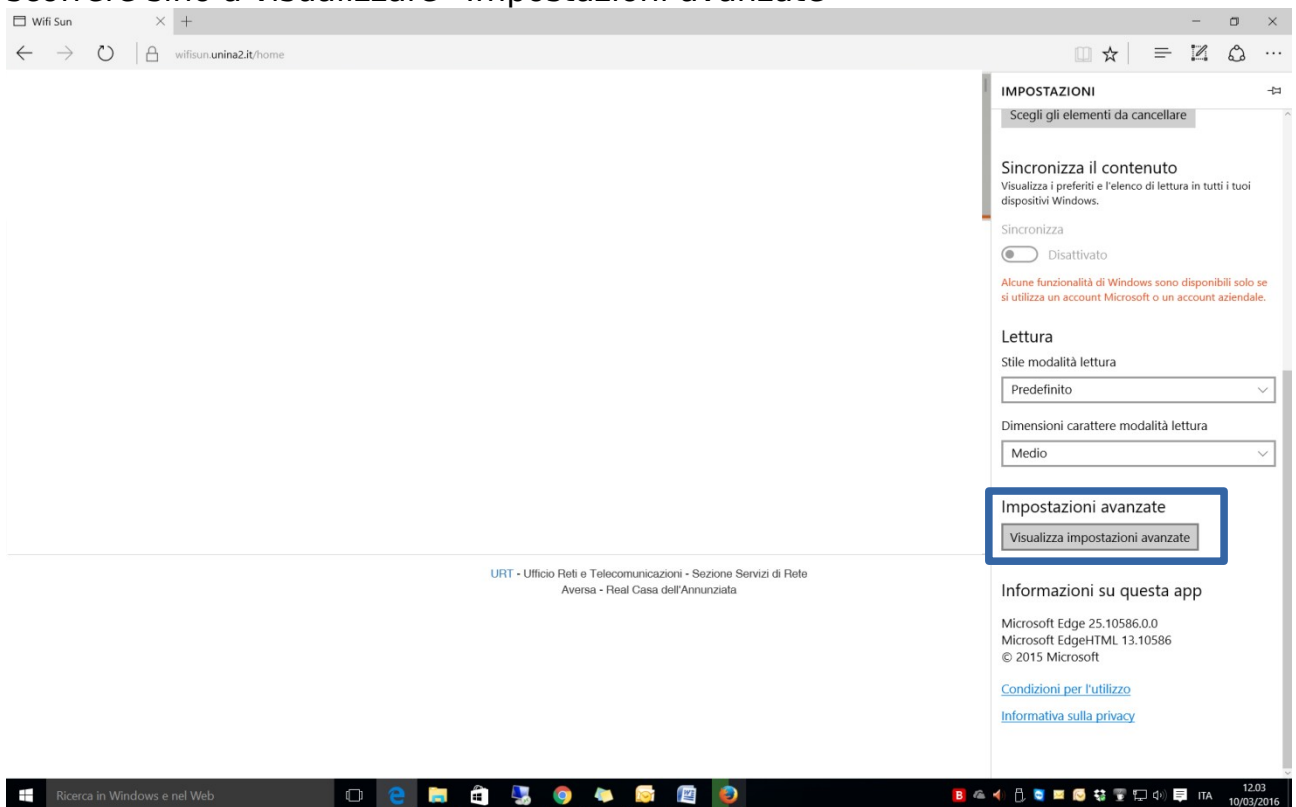 scorrere sino a visualizzare "Impostazioni avanzate"
Wifi Sun
wifisun.unina2.it/home
IMPOSTAZIONI
Scegli gli elementi da cancellare
Sincronizza il contenuto
Visualizza i preferiti e l'elenco di lettura in tutti i tuoi
dispositivi Windows.
Sincronizza
Disattivato
Alcune funzionalità di Windows sono disponibili solo se
si utilizza un account Microsoft o un account aziendale.
Lettura
Stile modalità lettura
Predefinito
Dimensioni carattere modalità lettura
Medio
Impostazioni avanzate
Visualizza impostazioni avanzate
URT - Ufficio Reti e Telecomunicazioni - Sezione Servizi di Rete
Aversa - Real Casa dell'Annunziata
Informazioni su questa app
Microsoft Edge 25.10586.0.0
Microsoft EdgeHTML 13.10586
© 2015 Microsoft
Condizioni per l'utilizzo
Informativa sulla privacy
Ricerca in Windows e nel Web
B
ITA
12.03
10/03/2016